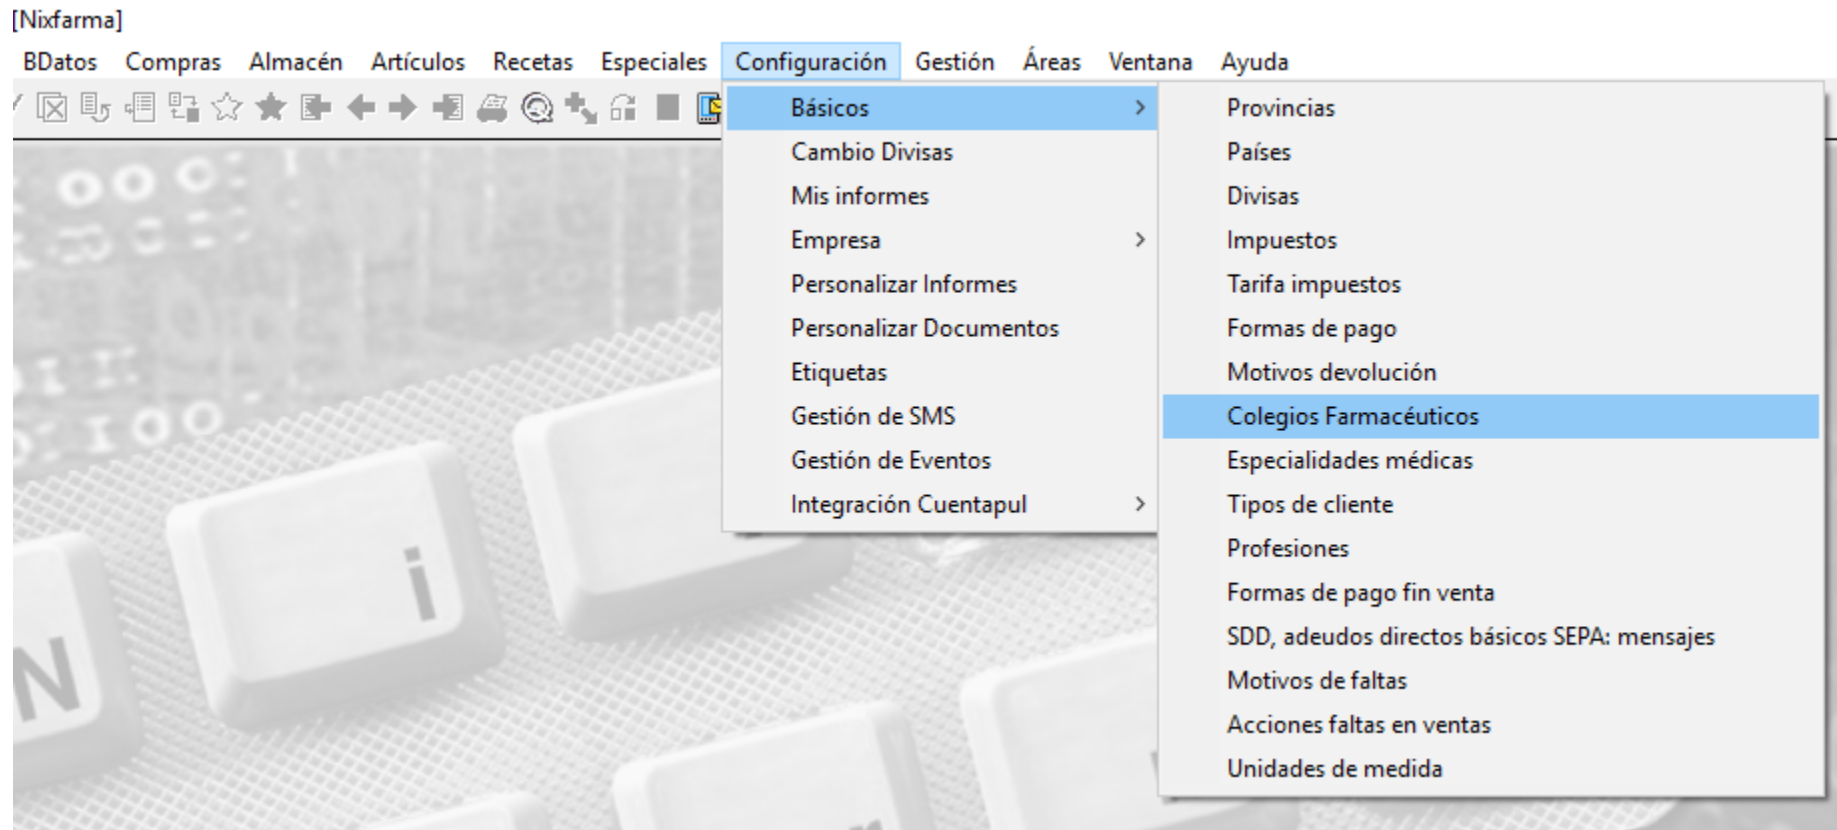 [Nixfarma]
BDatos Compras Almacén Artículos Recetas Especiales Configuración Gestión Áreas Ventana Ayuda
Básicos
Cambio Divisas
Mis informes
Empresa
Personalizar Informes
Personalizar Documentos
Etiquetas
Gestión de SMS
Gestión de Eventos
Integración Cuentapul
Provincias
Países
Divisas
Impuestos
Tarifa impuestos
Formas de pago
Motivos devolución
Colegios Farmacéuticos
Especialidades médicas
Tipos de cliente
Profesiones
Formas de pago fin venta
SDD, adeudos directos básicos SEPA: mensajes
Motivos de faltas
Acciones faltas en ventas
Unidades de medida
i
N